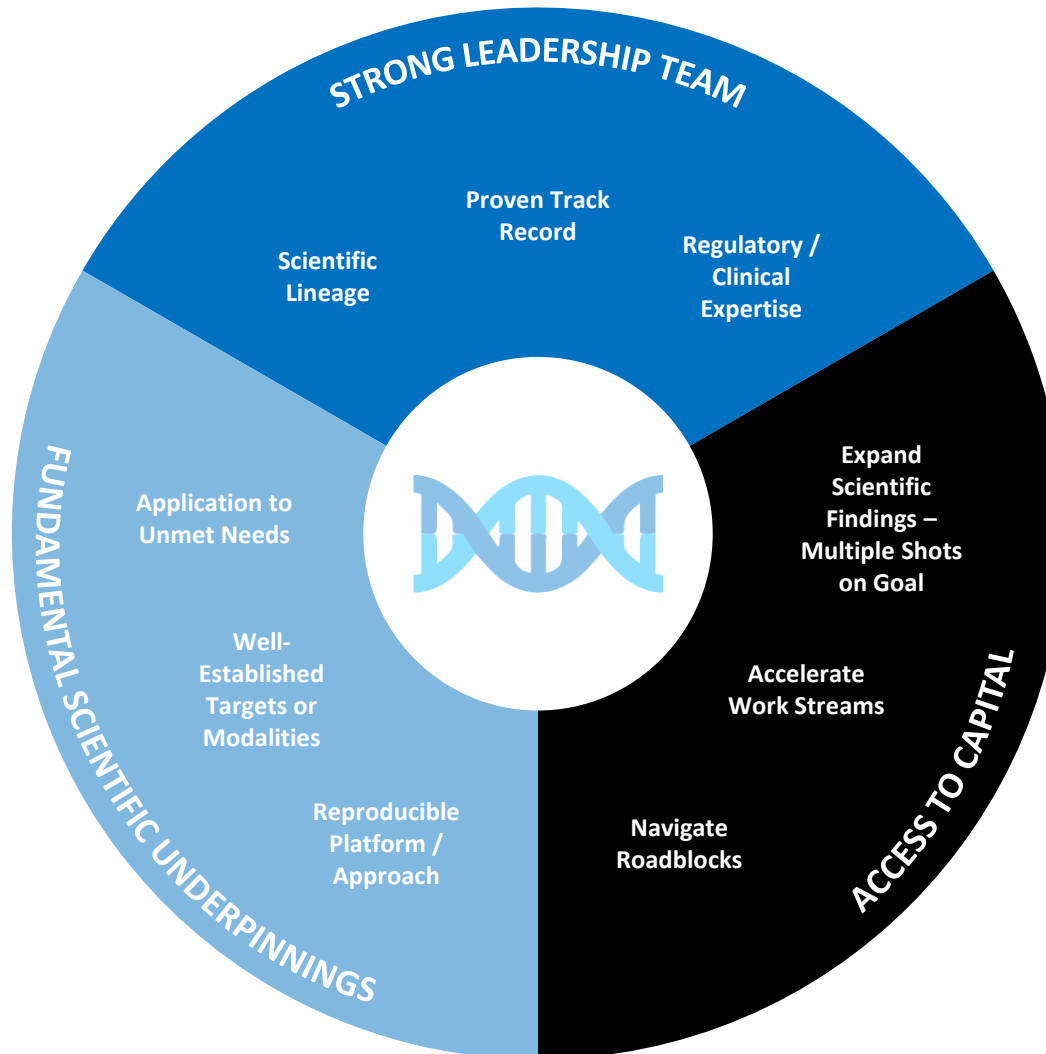 STRONG LEADERSHIP TEAM
Scientific
Lineage
Proven Track
Record
Regulatory /
Clinical
Expertise
FUNDAMENTAL SCIENTIFIC UNDERPINNINGS
Application to
Unmet Needs
Well-
Established
Targets or
Modalities
Reproducible
Platform /
Approach
ACCESS TO CAPITAL
Expand
Scientific
Findings –
Multiple Shots
on Goal
Accelerate
Work Streams
Navigate
Roadblocks